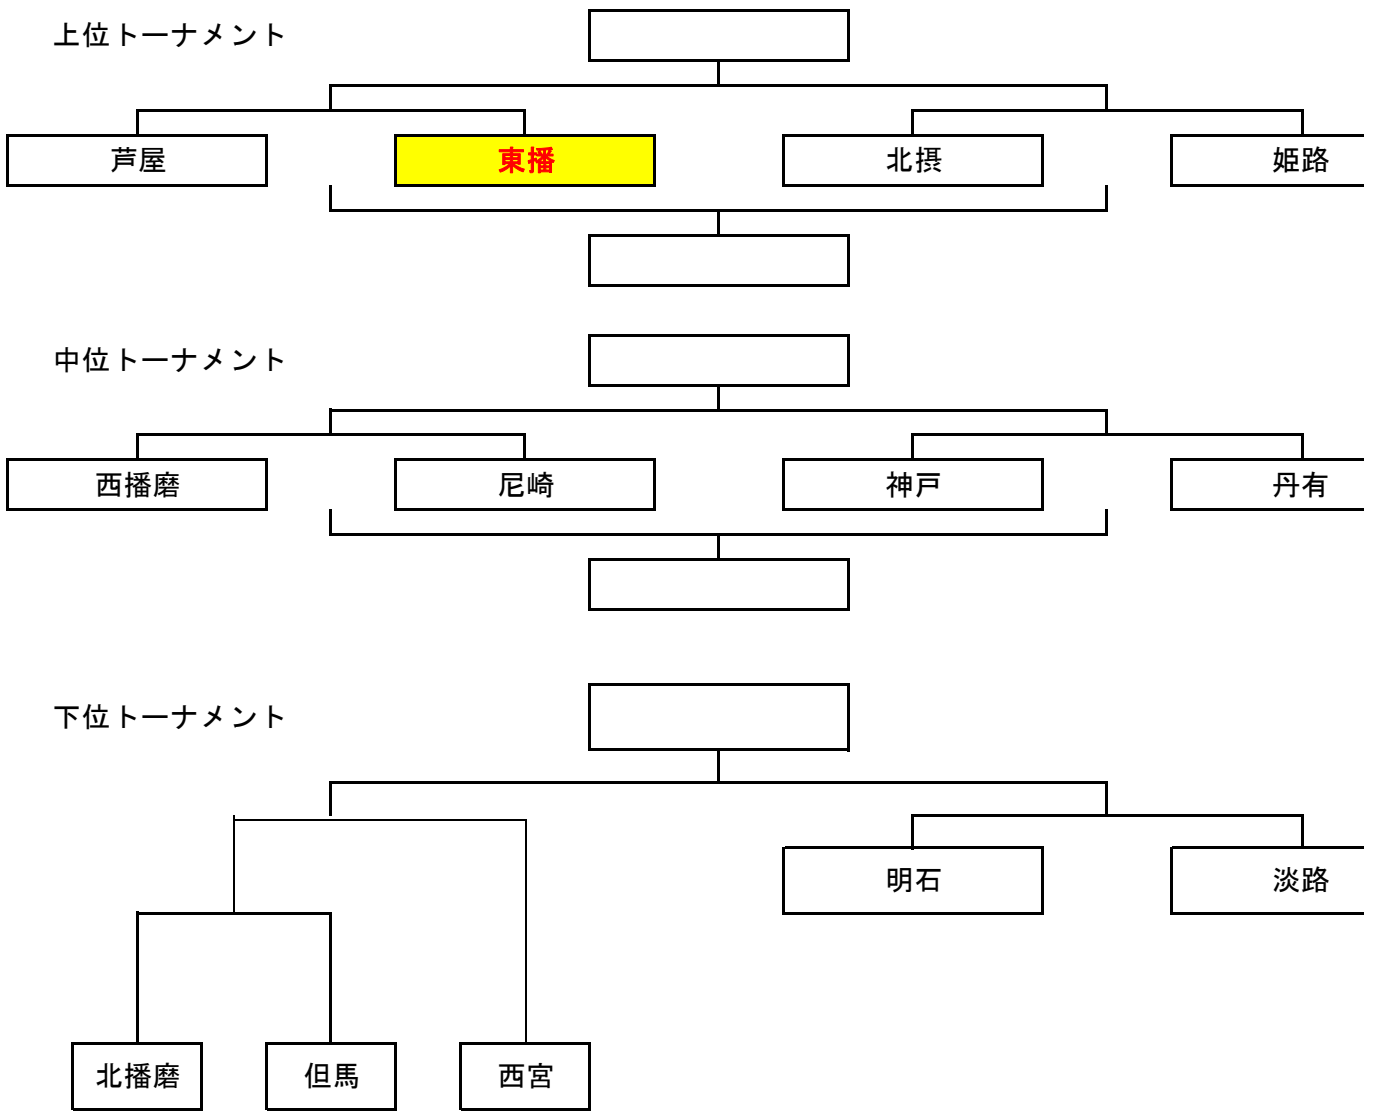 上位トーナメント
芦屋 東播 北摂 姫路
中位トーナメント
西播磨 尼崎 神戸 丹有
下位トーナメント
明石 淡路
北播磨 但馬 西宮